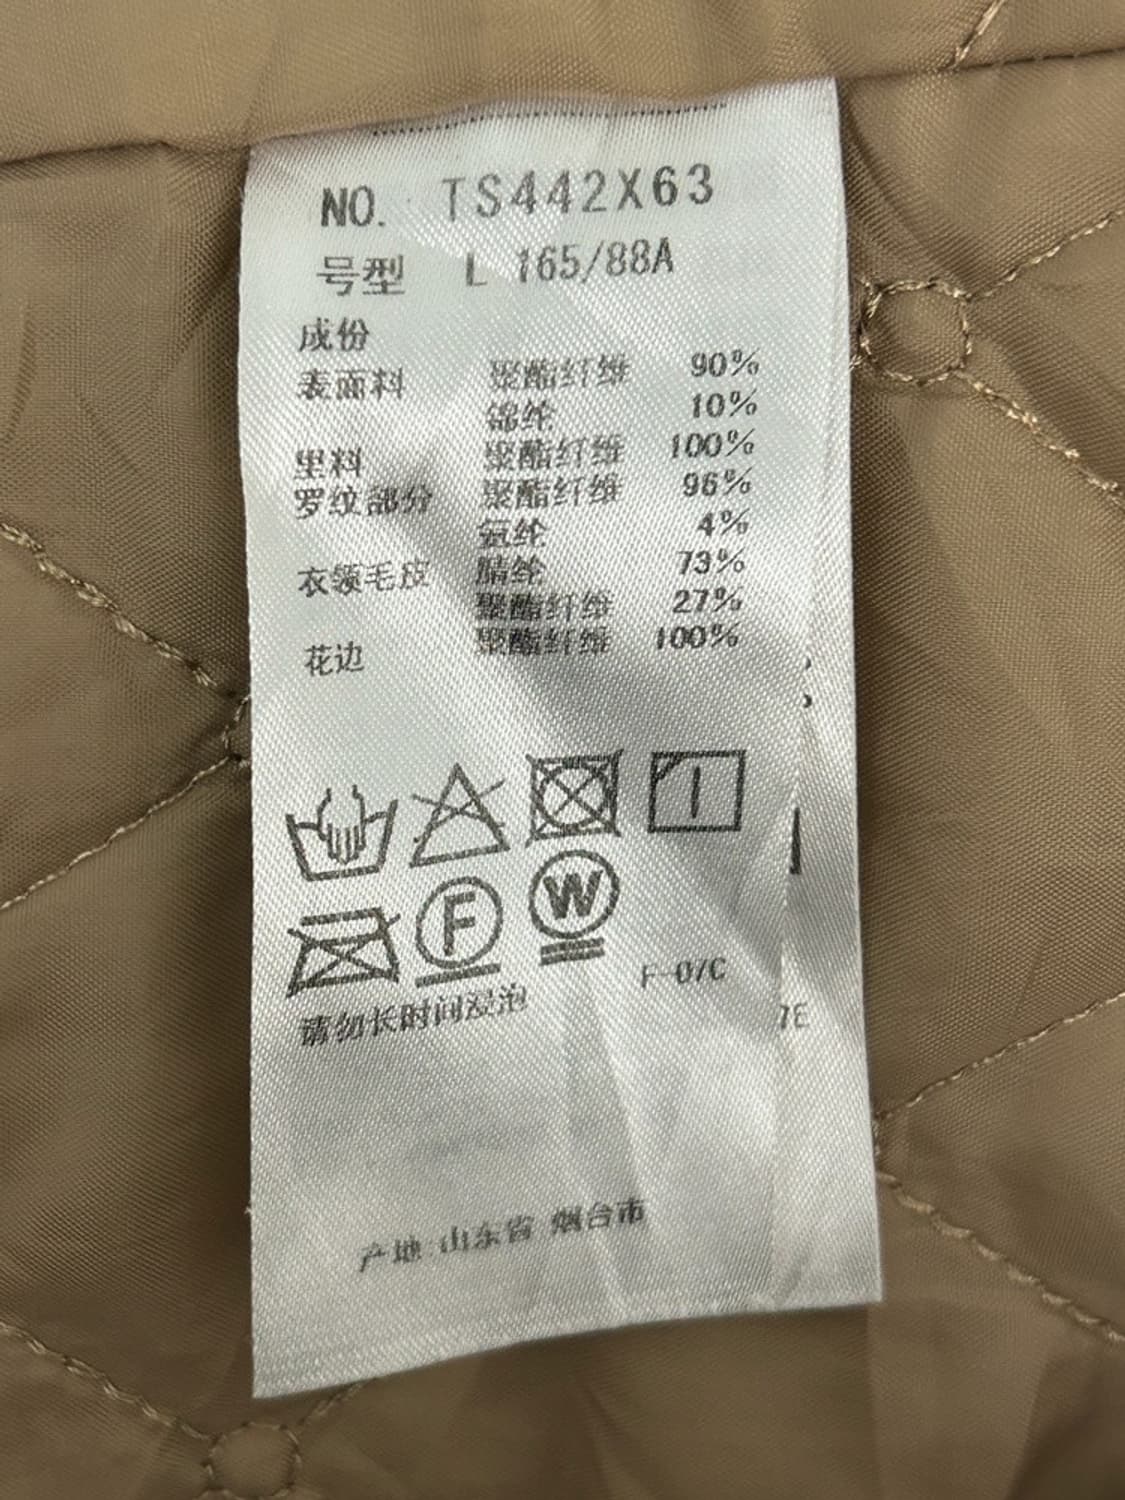 NO. TS442X63
号型 L 165/88A
成份
表面料 聚酯纤维 90%
锦纶 10%
里料 聚酯纤维 100%
罗纹部分 聚酯纤维 96%
氨纶 4%
衣领毛皮 腈纶 73%
聚酯纤维 27%
花边 聚酯纤维 100%
F
W
F-07C
请勿长时间浸泡
7E
产地:山东省 烟台市